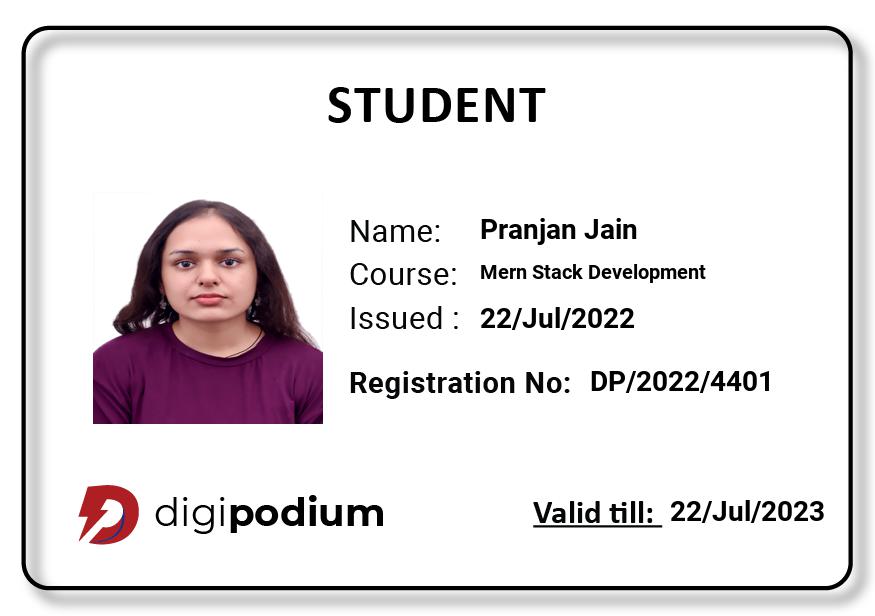 STUDENT
Name: Pranjan Jain
Course: Mern Stack Development
Issued : 22/Jul/2022
Registration No: DP/2022/4401
digipodium
Valid till: 22/Jul/2023